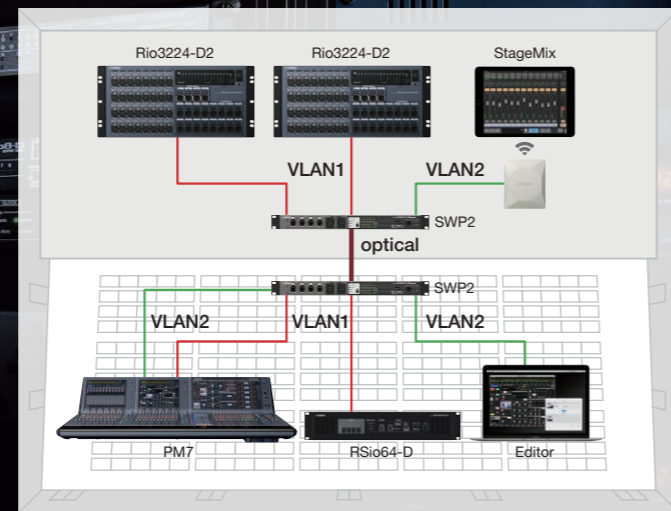 Rio3224-D2
Rio3224-D2
StageMix
VLAN1
VLAN2
SWP2
optical
SWP2
VLAN2
VLAN1
VLAN2
PM7
RSio64-D
Editor